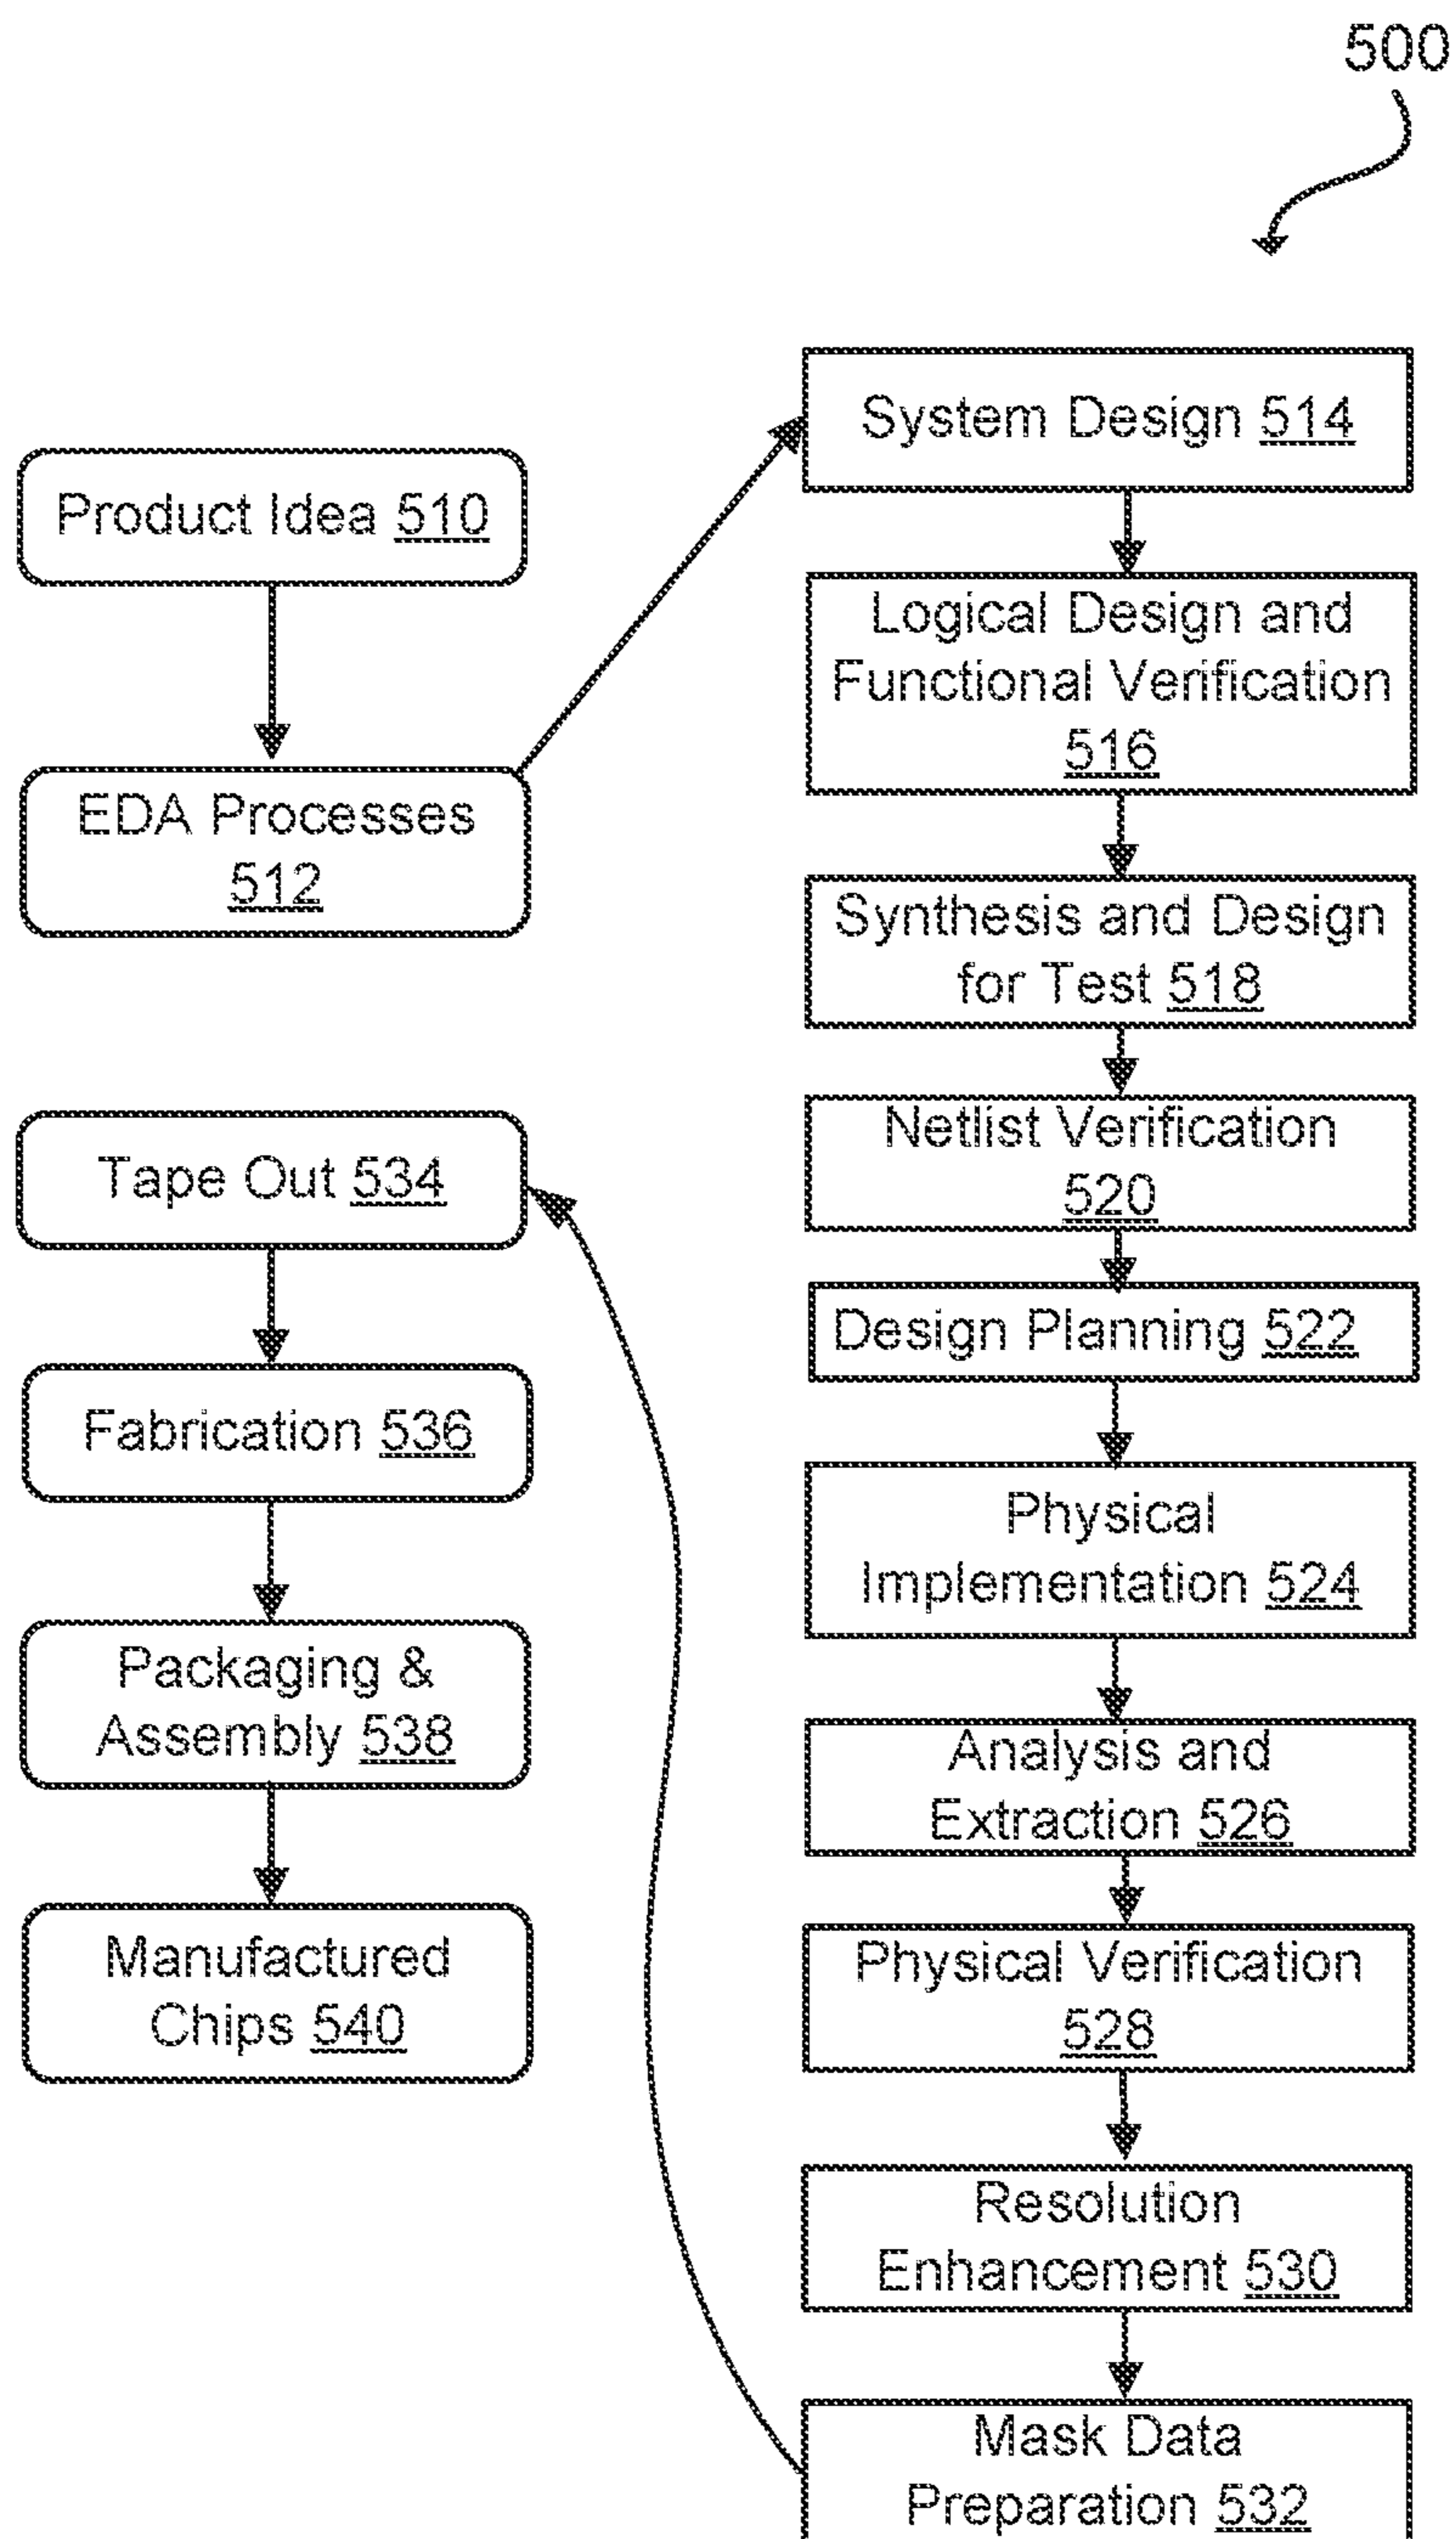 500
Product Idea 510
EDA Processes
512
System Design 514
Logical Design and
Functional Verification
516
Synthesis and Design
for Test 518
Netlist Verification
520
Design Planning 522
Physical
Implementation 524
Analysis and
Extraction 526
Physical Verification
528
Resolution
Enhancement 530
Mask Data
Preparation 532
Tape Out 534
Fabrication 536
Packaging &
Assembly 538
Manufactured
Chips 540